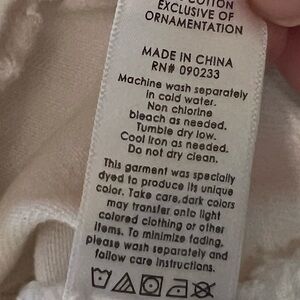 COTTON
EXCLUSIVE OF
ORNAMENTATION
MADE IN CHINA
RN# 090233
Machine wash separately
in cold water.
Non chlorine
bleach as needed.
Tumble dry low.
Cool iron as needed.
Do not dry clean.
This garment was specially
dyed to produce its unique
color. Take care, dark colors
may transfer onto light
colored clothing or other
items. To minimize fading,
please wash separately and
follow care instructions.